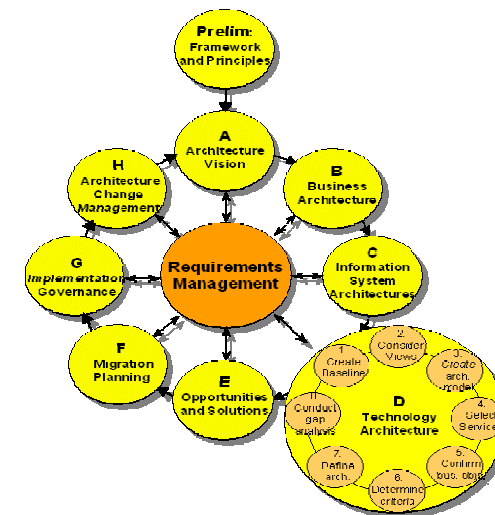 Prelim:
Framework
and Principles
A
Architecture
Vision
H
Architecture
Change
Management
B
Business
Architecture
G
Implementation
Governance
Requirements
Management
C
Information
System
Architectures
F
Migration
Planning
E
Opportunities
and Solutions
D
Technology
Architecture
1.
Create
Baseline
2.
Consider
Views
3.
Create
arch.
model
4.
Select
Service
5.
Confirm
bus. obj.
6.
Determine
criteria
7.
Define
arch.
Conduct
gap
analysis